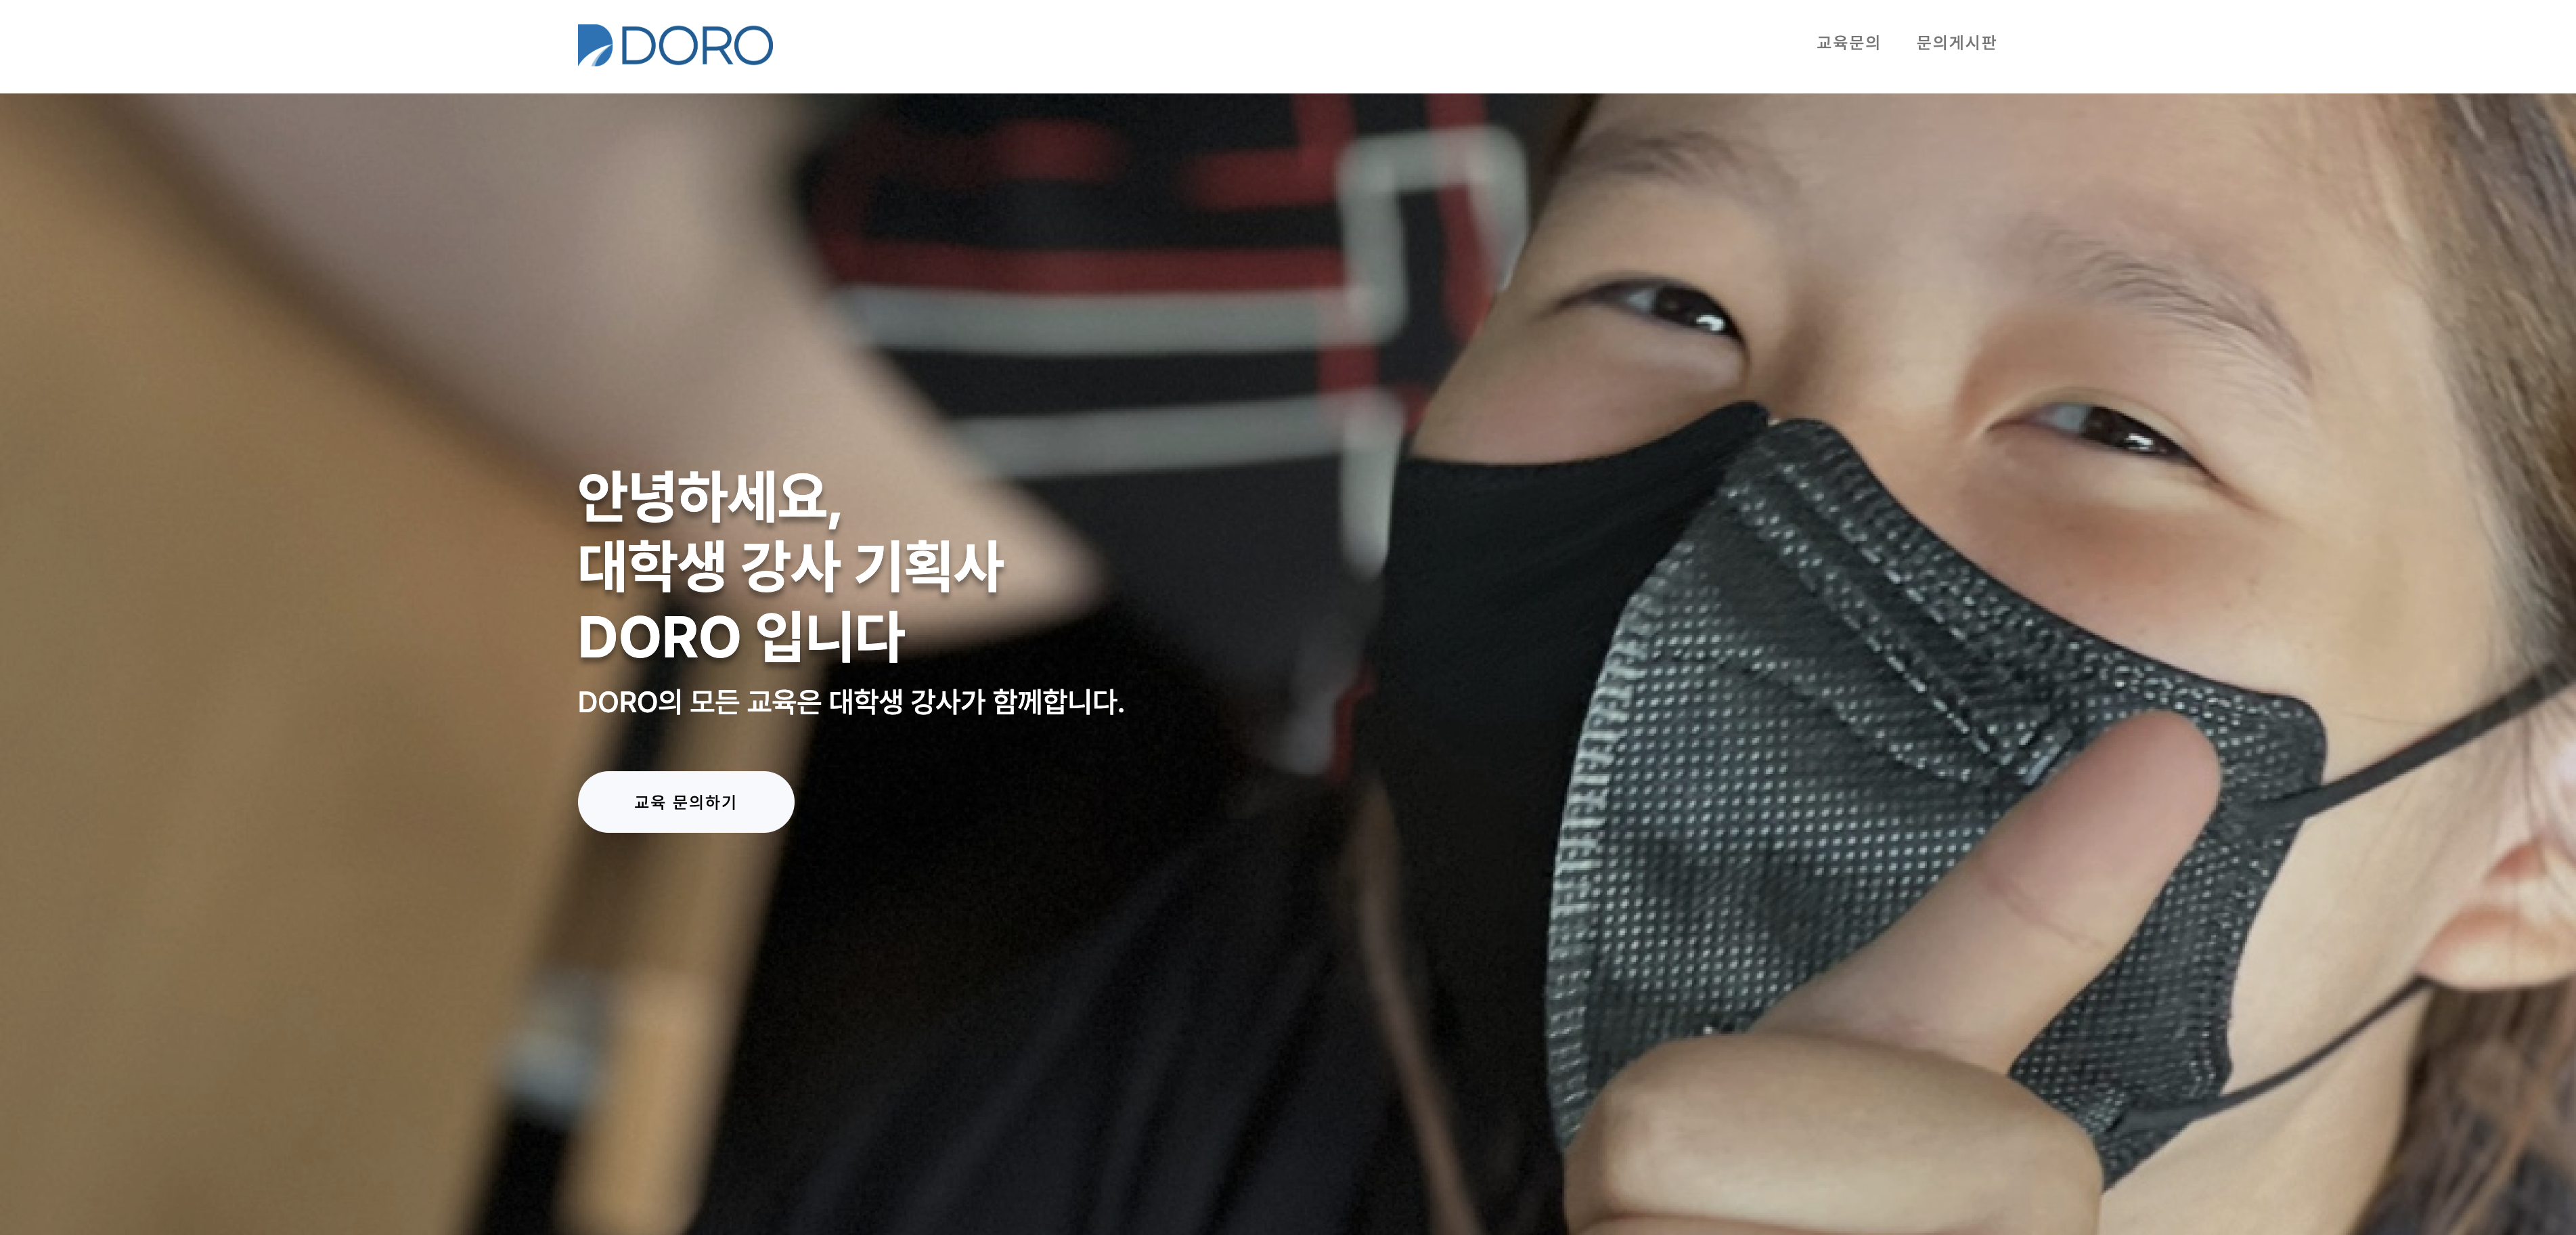 DORO
교육문의
문의게시판
안녕하세요,
대학생 강사 기획사
DORO 입니다
DORO의 모든 교육은 대학생 강사가 함께합니다.
교육 문의하기